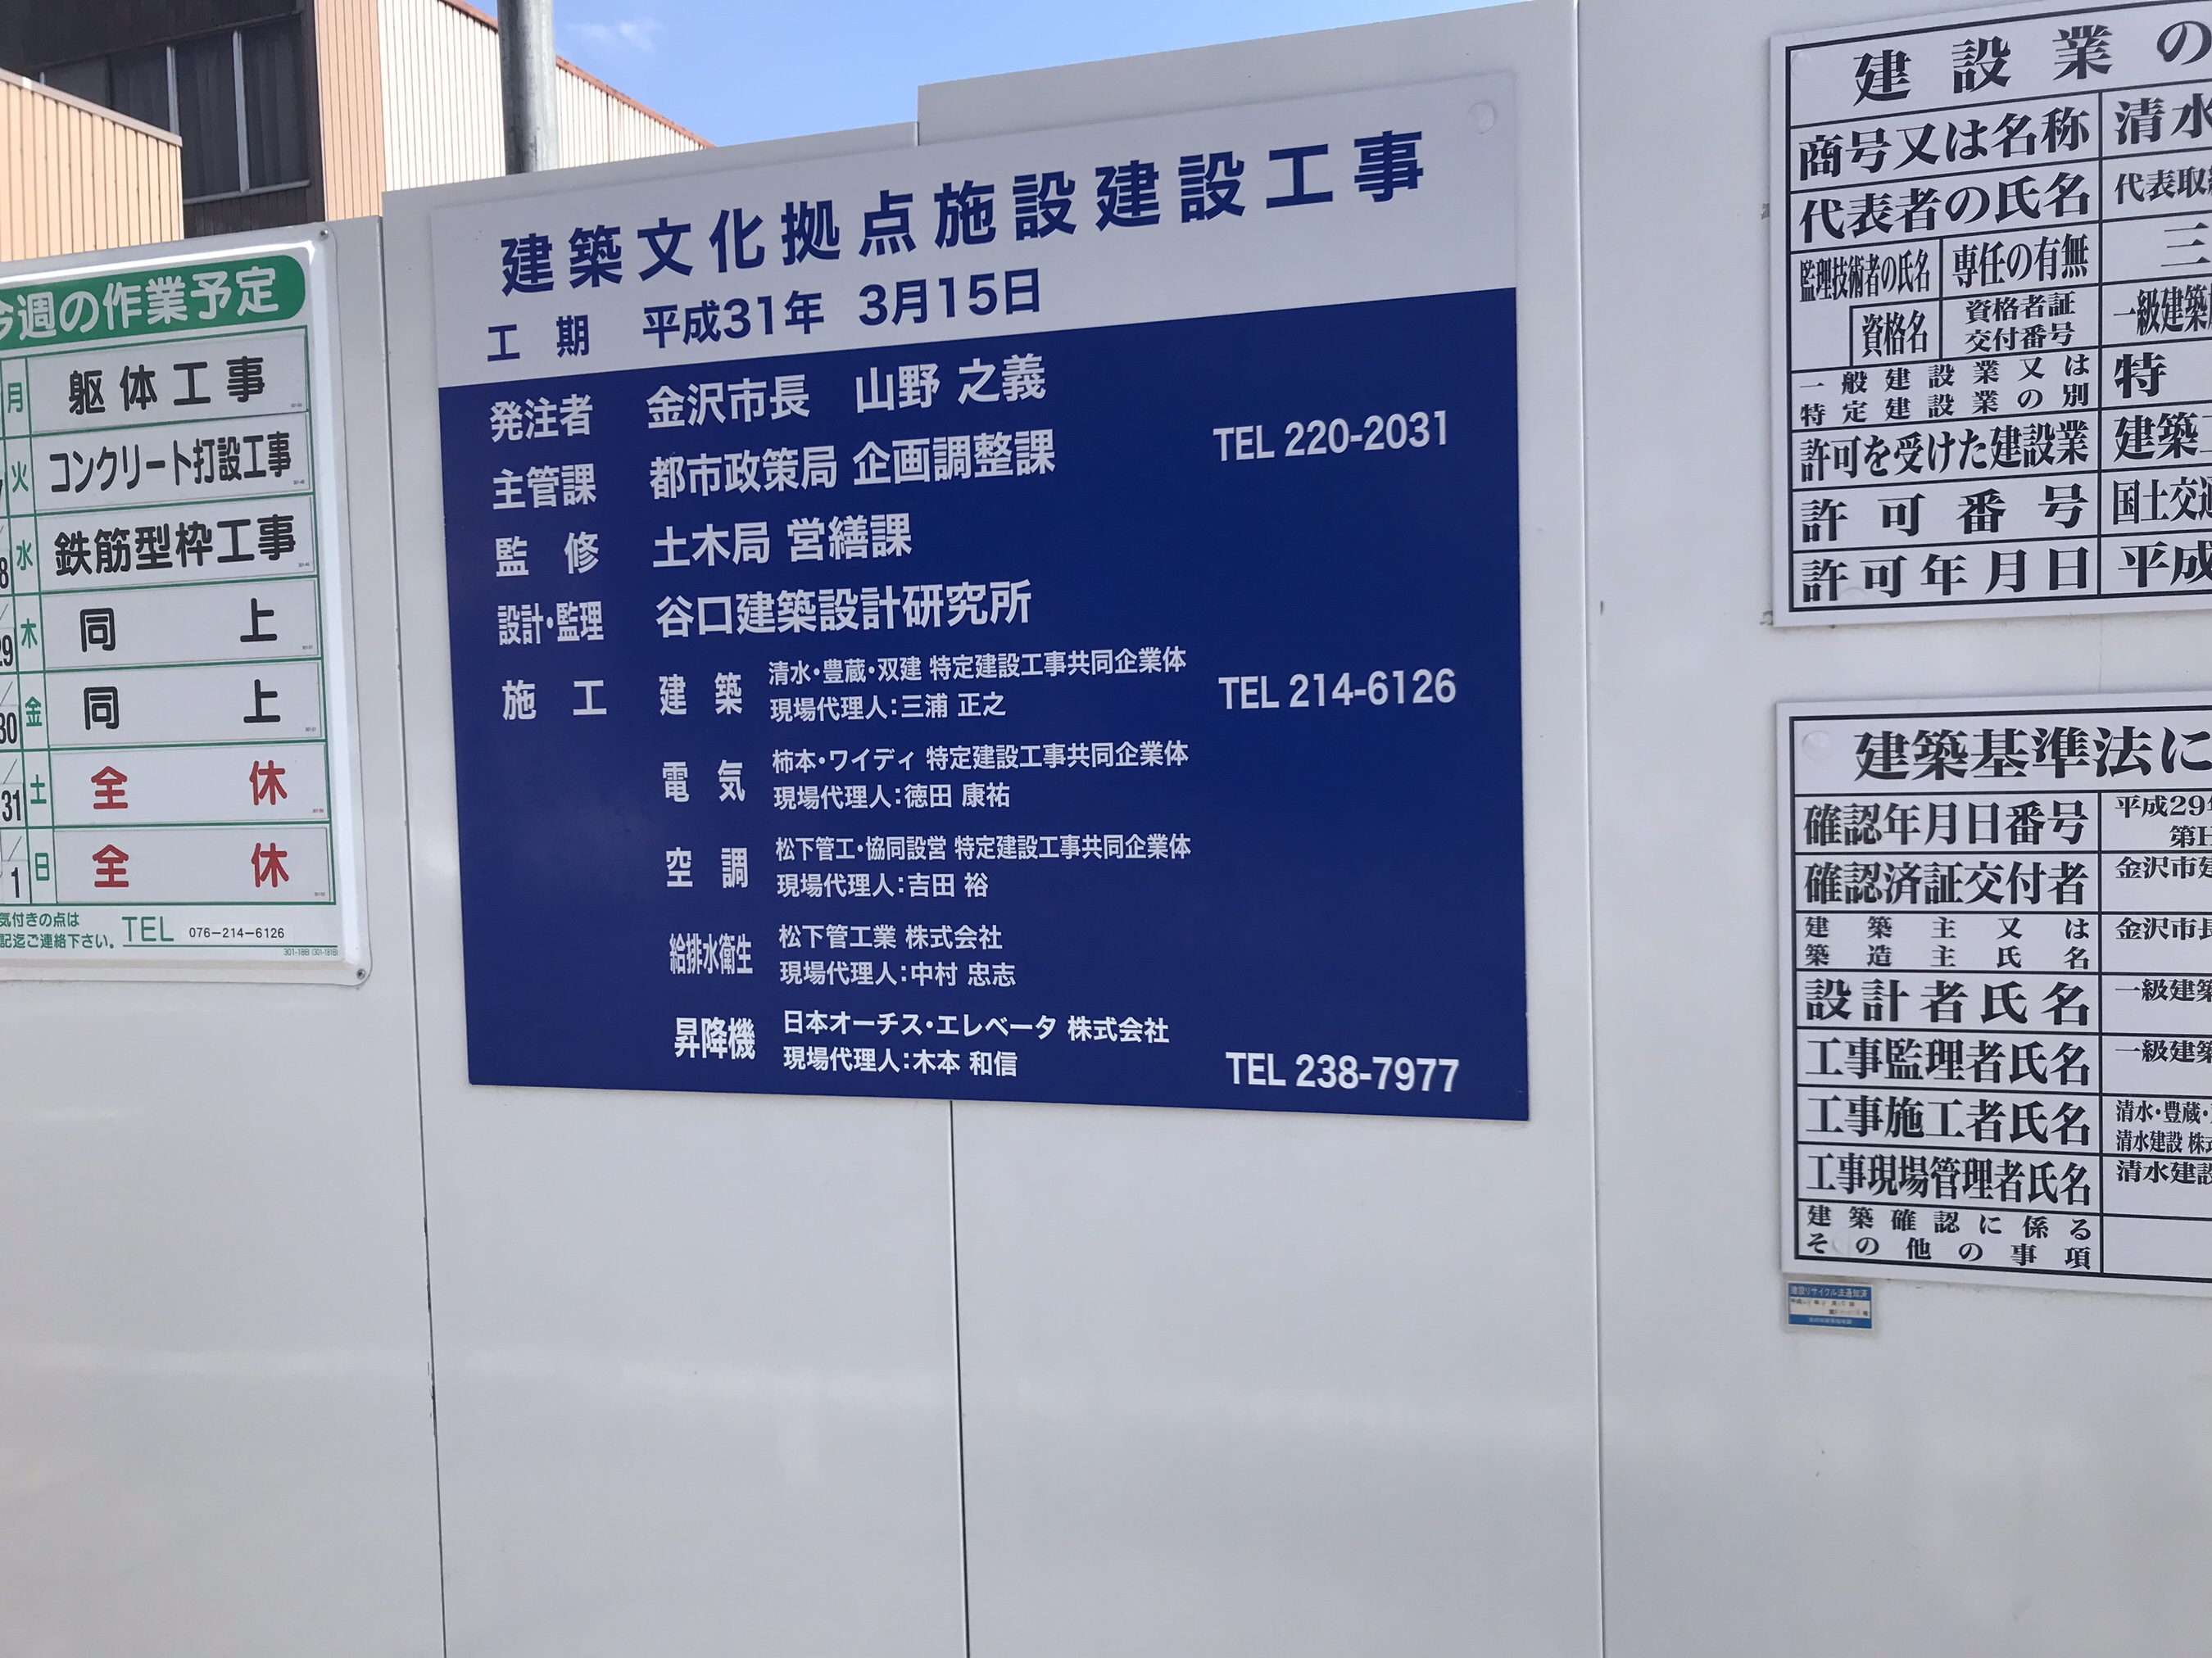 今週の作業予定
月 躯体工事
火 コンクリート打設工事
8 水 鉄筋型枠工事
29 木 同上
30 金 同上
31 土 全休
1 日 全休
気付きの点は
記迄ご連絡下さい。 TEL 076-214-6126
建築文化拠点施設建設工事
工期 平成31年 3月15日
発注者 金沢市長 山野 之義
主管課 都市政策局 企画調整課 TEL 220-2031
監修 土木局 営繕課
設計・監理 谷口建築設計研究所
施工 建築 清水・豊蔵・双建 特定建設工事共同企業体
現場代理人:三浦 正之 TEL 214-6126
電気 柿本・ワイディ 特定建設工事共同企業体
現場代理人:徳田 康祐
空調 松下管工・協同設営 特定建設工事共同企業体
現場代理人:吉田 裕
給排水衛生 松下管工業 株式会社
現場代理人:中村 忠志
昇降機 日本オーチス・エレベータ 株式会社
現場代理人:木本 和信 TEL 238-7977
建設業の
商号又は名称 清水
代表者の氏名 代表取
監理技術者の氏名 専任の有無 三
資格名 資格者証交付番号 一級建築
一般建設業又は
特定建設業の別 特
許可を受けた建設業 建築工
許可番号 国土交
許可年月日 平成
建築基準法に
確認年月日番号 平成29年
第
確認済証交付者 金沢市建
建築主又は
築造主氏名 金沢市長
設計者氏名 一級建築
工事監理者氏名 一級建築
工事施工者氏名 清水・豊蔵・
清水建設 株式
工事現場管理者氏名 清水建設
建築確認に係る
その他の事項
建設リサイクル法通知済